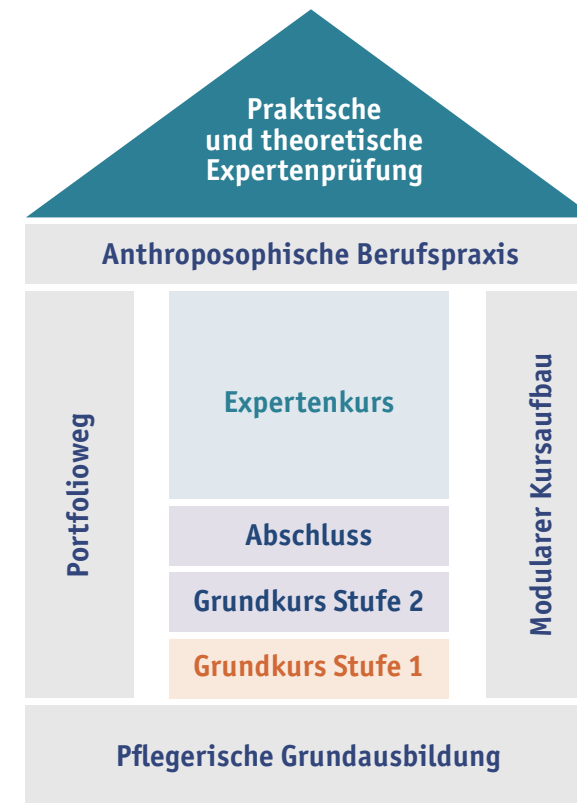 Praktische
und theoretische
Expertenprüfung
Anthroposophische Berufspraxis
Portfolioweg
Expertenkurs
Abschluss
Grundkurs Stufe 2
Grundkurs Stufe 1
Modularer Kursaufbau
Pflegerische Grundausbildung